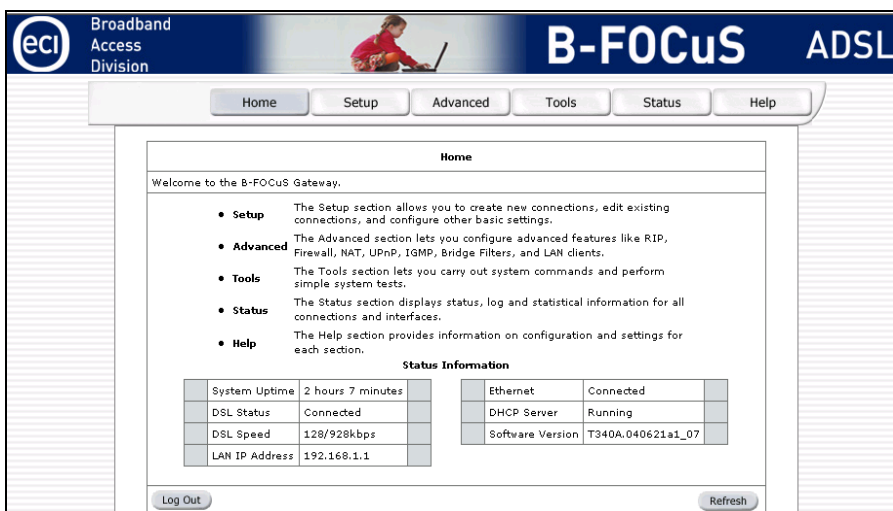 eci
Broadband
Access
Division
B-FOCuS
ADSL
Home
Setup
Advanced
Tools
Status
Help
Home
Welcome to the B-FOCuS Gateway.
• Setup The Setup section allows you to create new connections, edit existing
connections, and configure other basic settings.
• Advanced The Advanced section lets you configure advanced features like RIP,
Firewall, NAT, UPnP, IGMP, Bridge Filters, and LAN clients.
• Tools The Tools section lets you carry out system commands and perform
simple system tests.
• Status The Status section displays status, log and statistical information for all
connections and interfaces.
• Help The Help section provides information on configuration and settings for
each section.
Status Information
System Uptime 2 hours 7 minutes
DSL Status Connected
DSL Speed 128/928kbps
LAN IP Address 192.168.1.1
Ethernet Connected
DHCP Server Running
Software Version T340A.040621a1_07
Log Out
Refresh